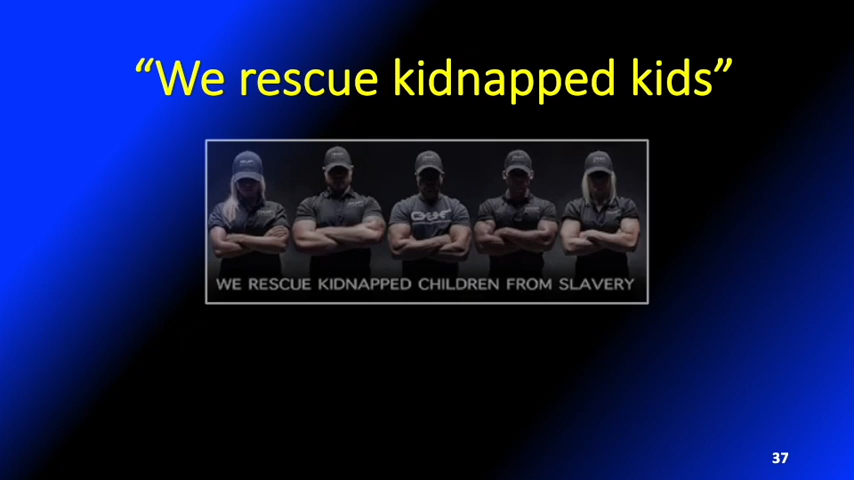 “We rescue kidnapped kids”
WE RESCUE KIDNAPPED CHILDREN FROM SLAVERY
37